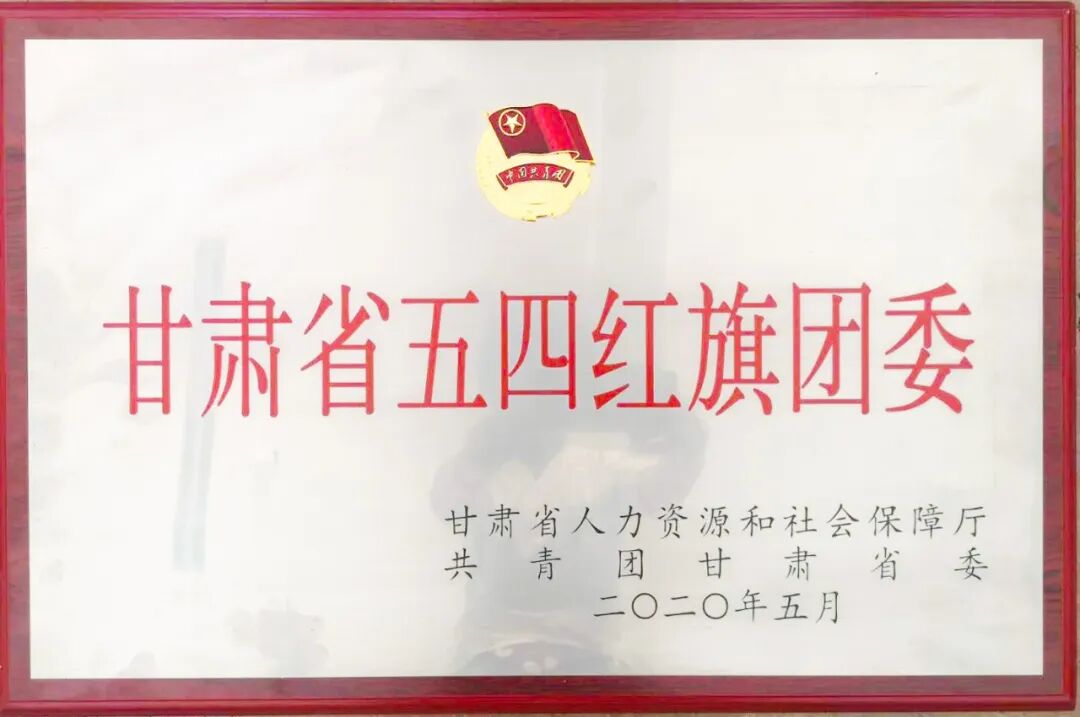 中国共青团
甘肃省五四红旗团委
甘肃省人力资源和社会保障厅
共青团甘肃省委
二〇二〇年五月